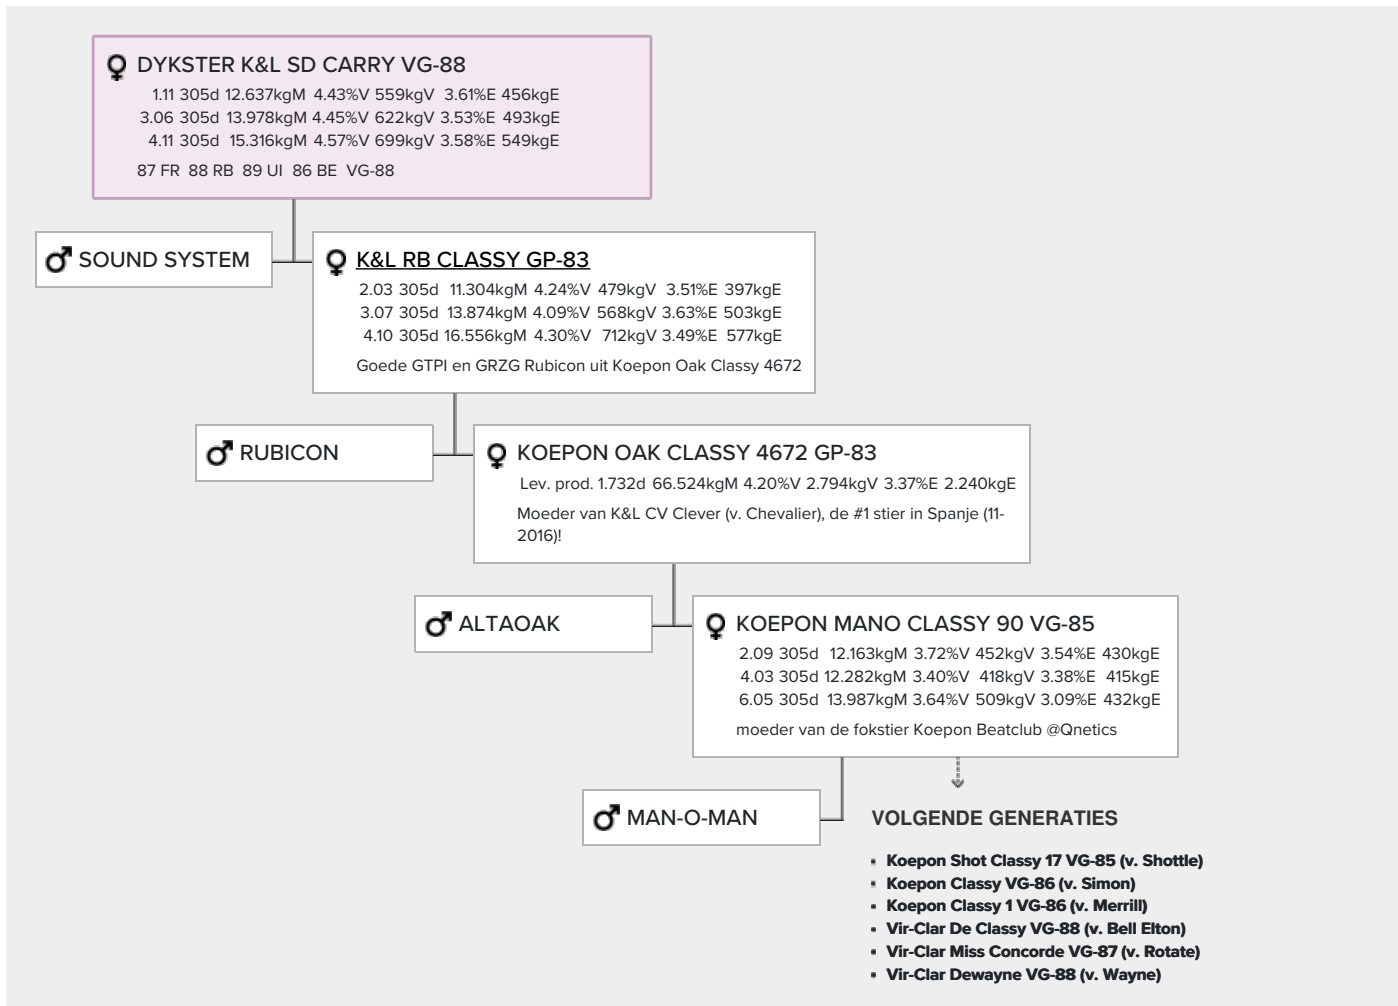 DYKSTER K&L SD CARRY VG-88
1.11 305d 12.637kgM 4.43%V 559kgV 3.61%E 456kgE
3.06 305d 13.978kgM 4.45%V 622kgV 3.53%E 493kgE
4.11 305d 15.316kgM 4.57%V 699kgV 3.58%E 549kgE
87 FR 88 RB 89 UI 86 BE VG-88
SOUND SYSTEM
K&L RB CLASSY GP-83
2.03 305d 11.304kgM 4.24%V 479kgV 3.51%E 397kgE
3.07 305d 13.874kgM 4.09%V 568kgV 3.63%E 503kgE
4.10 305d 16.556kgM 4.30%V 712kgV 3.49%E 577kgE
Goede GTPI en GRZG Rubicon uit Koepon Oak Classy 4672
RUBICON
KOEPON OAK CLASSY 4672 GP-83
Lev. prod. 1.732d 66.524kgM 4.20%V 2.794kgV 3.37%E 2.240kgE
Moeder van K&L CV Clever (v. Chevalier), de #1 stier in Spanje (11-
2016)!
ALTAOAK
KOEPON MANO CLASSY 90 VG-85
2.09 305d 12.163kgM 3.72%V 452kgV 3.54%E 430kgE
4.03 305d 12.282kgM 3.40%V 418kgV 3.38%E 415kgE
6.05 305d 13.987kgM 3.64%V 509kgV 3.09%E 432kgE
moeder van de fokstier Koepon Beatclub @Qnetics
MAN-O-MAN
VOLGENDE GENERATIES
Koepon Shot Classy 17 VG-85 (v. Shottle)
Koepon Classy VG-86 (v. Simon)
Koepon Classy 1 VG-86 (v. Merrill)
Vir-Clar De Classy VG-88 (v. Bell Elton)
Vir-Clar Miss Concorde VG-87 (v. Rotate)
Vir-Clar Dewayne VG-88 (v. Wayne)